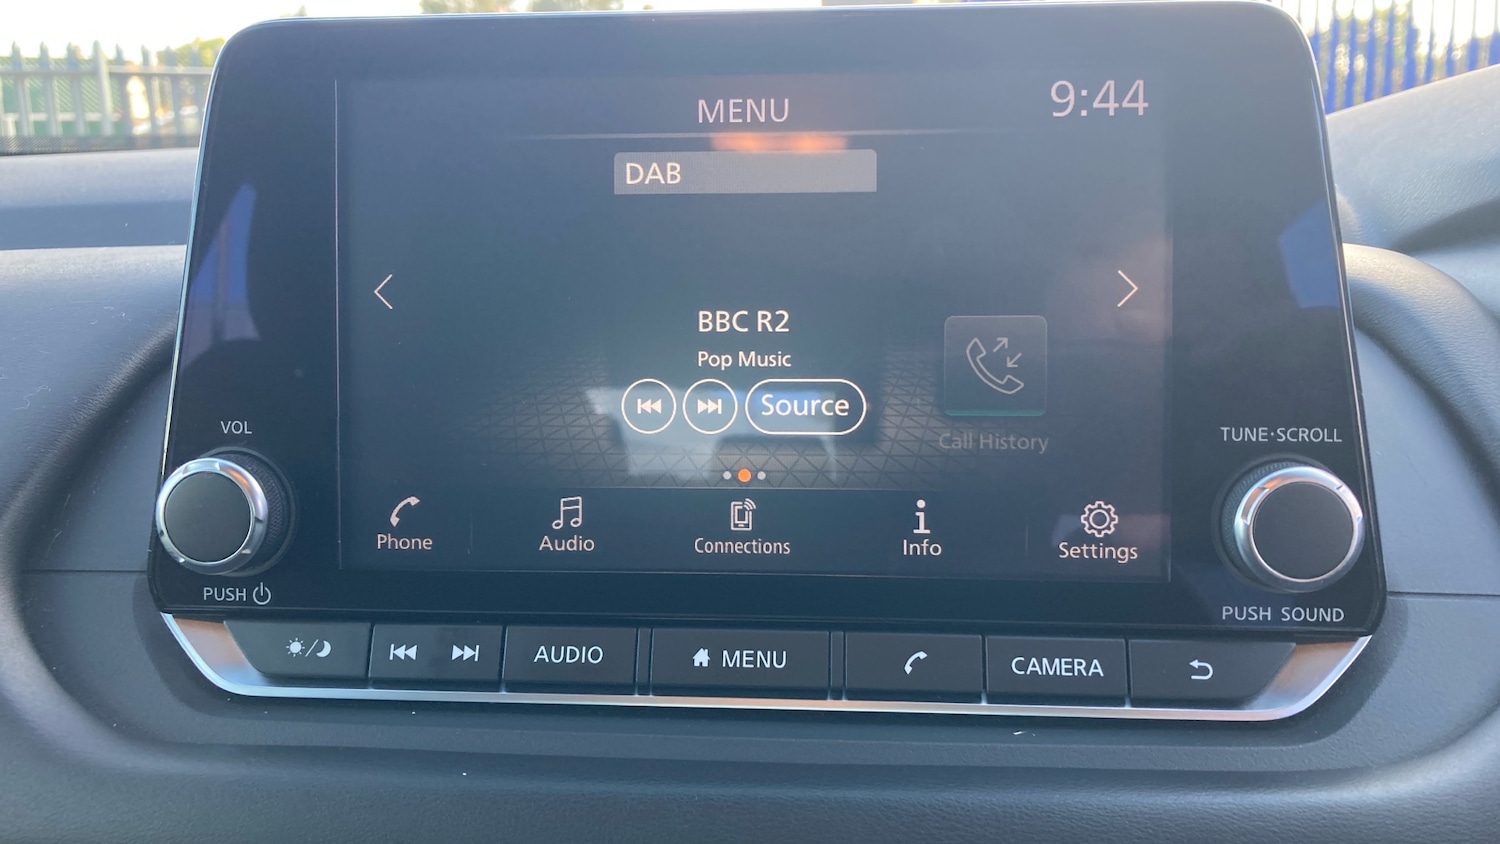 MENU
9:44
DAB
BBC R2
Pop Music
Source
Call History
VOL
TUNE·SCROLL
Phone
Audio
Connections
Info
Settings
PUSH
PUSH SOUND
AUDIO
MENU
CAMERA